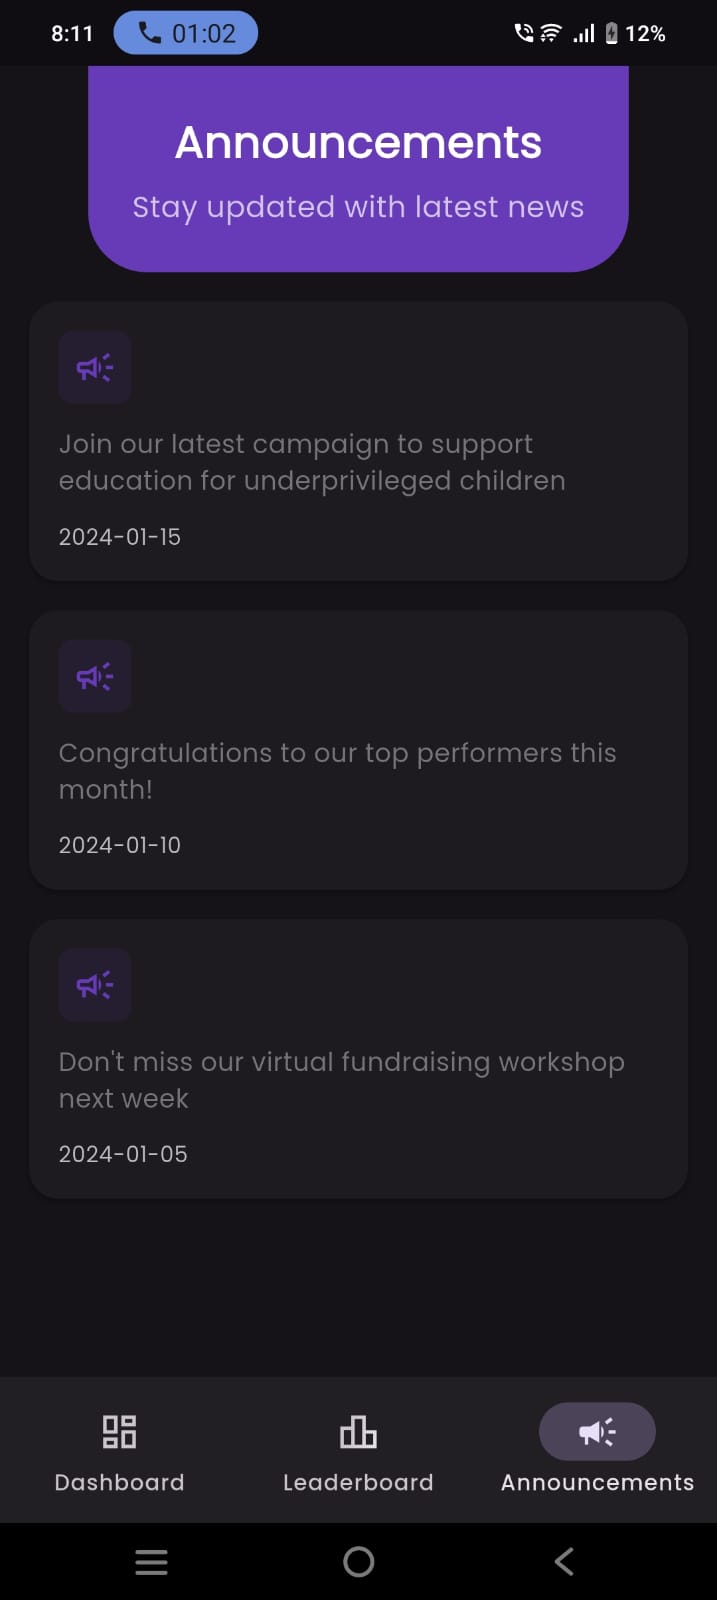 8:11 01:02 12%
Announcements
Stay updated with latest news
Join our latest campaign to support
education for underprivileged children
2024-01-15
Congratulations to our top performers this
month!
2024-01-10
Don't miss our virtual fundraising workshop
next week
2024-01-05
Dashboard Leaderboard Announcements